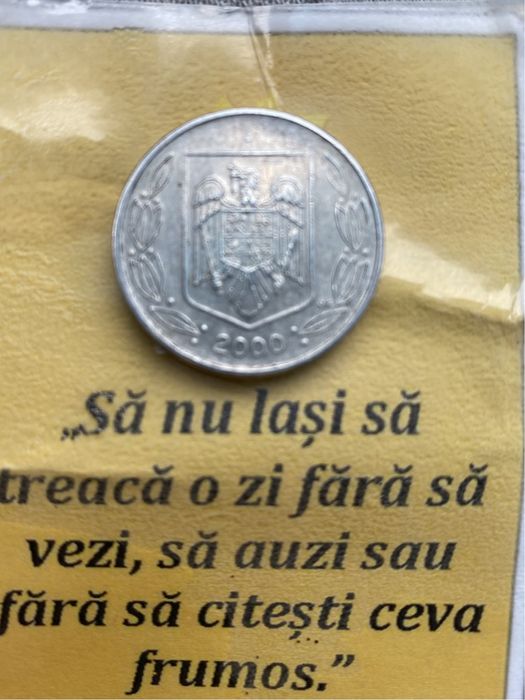 2000
„Să nu lași să
treacă o zi fără să
vezi, să auzi sau
fără să citești ceva
frumos.”